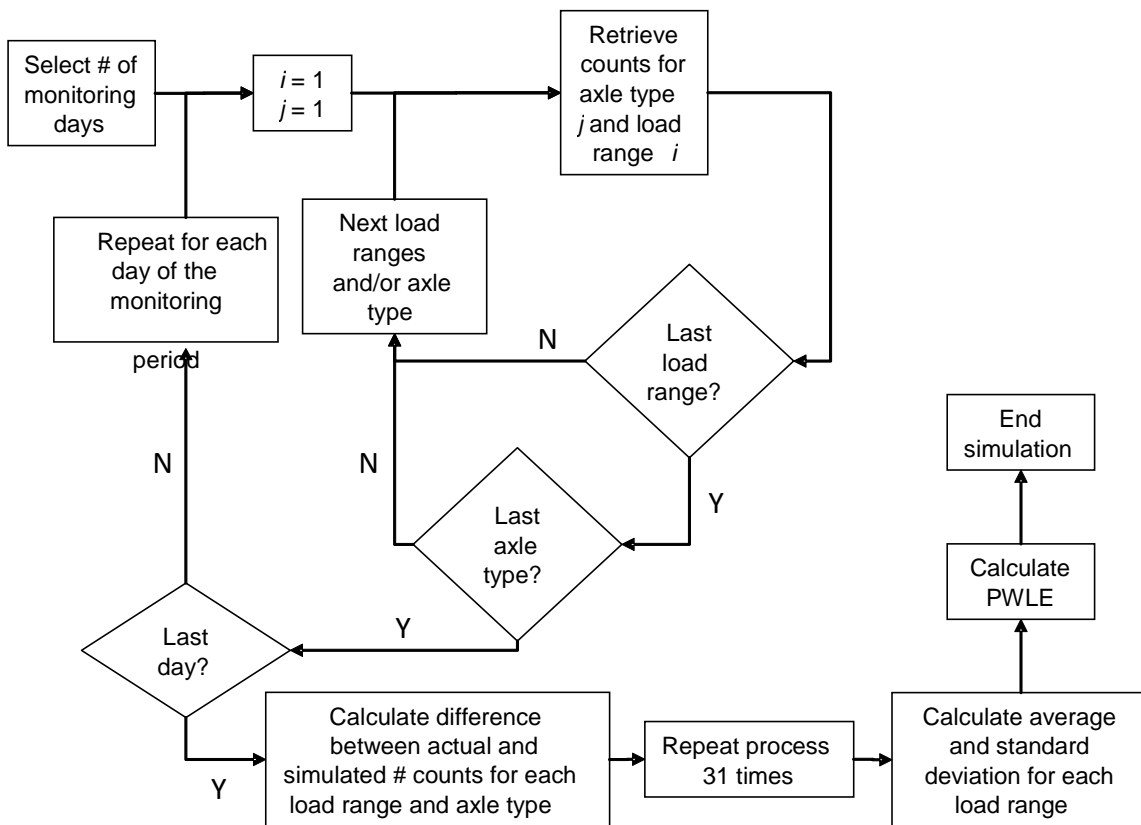 Select # of
monitoring
days
i = 1
j = 1
Retrieve
counts for
axle type
j and load
range i
Repeat for each
day of the
monitoring
period
Next load
ranges
and/or axle
type
N
Last
load
range?
Y
N
Last
axle
type?
Y
N
Last
day?
Y
Calculate difference
between actual and
simulated # counts for each
load range and axle type
Repeat process
31 times
Calculate average
and standard
deviation for each
load range
Calculate
PWLE
End
simulation